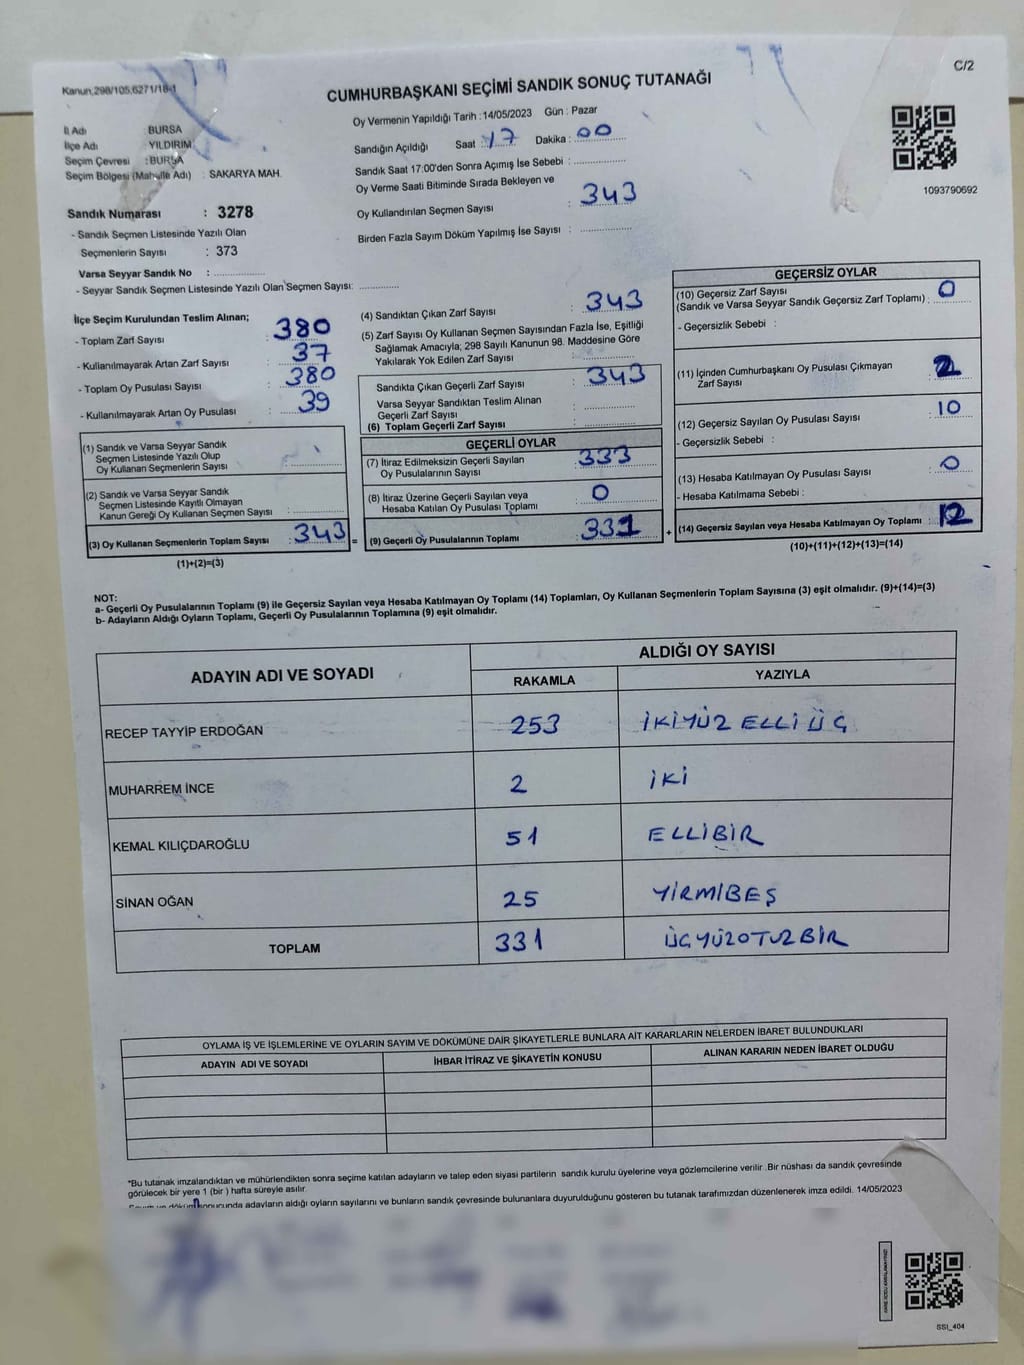 Kanun,298/105,6271/18-1
C/2
CUMHURBAŞKANI SEÇİMİ SANDIK SONUÇ TUTANAĞI
Oy Vermenin Yapıldığı Tarih :14/05/2023 Gün : Pazar
İl Adı : BURSA
İlçe Adı : YILDIRIM
Seçim Çevresi : BURSA
Seçim Bölgesi (Mahalle Adı) : SAKARYA MAH.
Sandığın Açıldığı Saat : 17 Dakika : 00
Sandık Saat 17:00'den Sonra Açımış İse Sebebi :
Oy Verme Saati Bitiminde Sırada Bekleyen ve
Oy Kullandırılan Seçmen Sayısı : 343
Birden Fazla Sayım Döküm Yapılmış İse Sayısı :
1093790692
Sandık Numarası : 3278
- Sandık Seçmen Listesinde Yazılı Olan
Seçmenlerin Sayısı : 373
Varsa Seyyar Sandık No :
- Seyyar Sandık Seçmen Listesinde Yazılı Olan Seçmen Sayısı:
İlçe Seçim Kurulundan Teslim Alınan;
- Toplam Zarf Sayısı : 380
- Kullanılmayarak Artan Zarf Sayısı : 37
- Toplam Oy Pusulası Sayısı : 380
- Kullanılmayarak Artan Oy Pusulası : 39
(1) Sandık ve Varsa Seyyar Sandık
Seçmen Listesinde Yazılı Olup
Oy Kullanan Seçmenlerin Sayısı :
(2) Sandık ve Varsa Seyyar Sandık
Seçmen Listesinde Kayıtlı Olmayan
Kanun Gereği Oy Kullanan Seçmen Sayısı :
(3) Oy Kullanan Seçmenlerin Toplam Sayısı : 343 =
(1)+(2)=(3)
(4) Sandıktan Çıkan Zarf Sayısı : 343
(5) Zarf Sayısı Oy Kullanan Seçmen Sayısından Fazla İse, Eşitliği
Sağlamak Amacıyla; 298 Sayılı Kanunun 98. Maddesine Göre
Yakılarak Yok Edilen Zarf Sayısı :
Sandıkta Çıkan Geçerli Zarf Sayısı : 343
Varsa Seyyar Sandıktan Teslim Alınan
Geçerli Zarf Sayısı :
(6) Toplam Geçerli Zarf Sayısı :
GEÇERLİ OYLAR
(7) İtiraz Edilmeksizin Geçerli Sayılan
Oy Pusulalarının Sayısı : 333
(8) İtiraz Üzerine Geçerli Sayılan veya
Hesaba Katılan Oy Pusulası Toplamı : 0
(9) Geçerli Oy Pusulalarının Toplamı : 331 +
GEÇERSİZ OYLAR
(10) Geçersiz Zarf Sayısı
(Sandık ve Varsa Seyyar Sandık Geçersiz Zarf Toplamı) : 0
- Geçersizlik Sebebi :
(11) İçinden Cumhurbaşkanı Oy Pusulası Çıkmayan
Zarf Sayısı : 2
(12) Geçersiz Sayılan Oy Pusulası Sayısı : 10
- Geçersizlik Sebebi :
(13) Hesaba Katılmayan Oy Pusulası Sayısı : 0
- Hesaba Katılmama Sebebi :
(14) Geçersiz Sayılan veya Hesaba Katılmayan Oy Toplamı : 12
(10)+(11)+(12)+(13)=(14)
NOT:
a- Geçerli Oy Pusulalarının Toplamı (9) ile Geçersiz Sayılan veya Hesaba Katılmayan Oy Toplamı (14) Toplamları, Oy Kullanan Seçmenlerin Toplam Sayısına (3) eşit olmalıdır. (9)+(14)=(3)
b- Adayların Aldığı Oyların Toplamı, Geçerli Oy Pusulalarının Toplamına (9) eşit olmalıdır.
ADAYIN ADI VE SOYADI ALDIĞI OY SAYISI
RAKAMLA YAZIYLA
RECEP TAYYİP ERDOĞAN 253 İKİYÜZ ELLİ ÜÇ
MUHARREM İNCE 2 İKİ
KEMAL KILIÇDAROĞLU 51 ELLİBİR
SİNAN OĞAN 25 YİRMİBEŞ
TOPLAM 331 ÜÇYÜZOTUZBİR
OYLAMA İŞ VE İŞLEMLERİNE VE OYLARIN SAYIM VE DÖKÜMÜNE DAİR ŞİKAYETLERLE BUNLARA AİT KARARLARIN NELERDEN İBARET BULUNDUKLARI
ADAYIN ADI VE SOYADI İHBAR İTİRAZ VE ŞİKAYETİN KONUSU ALINAN KARARIN NEDEN İBARET OLDUĞU
*Bu tutanak imzalandıktan ve mühürlendikten sonra seçime katılan adayların ve talep eden siyasi partilerin sandık kurulu üyelerine veya gözlemcilerine verilir. Bir nüshası da sandık çevresinde
görülecek bir yere 1 (bir ) hafta süreyle asılır.
Sayım ve döküm sonucunda adayların aldığı oyların sayılarını ve bunların sandık çevresinde bulunanlara duyurulduğunu gösteren bu tutanak tarafımızdan düzenlenerek imza edildi. 14/05/2023
SSI_404